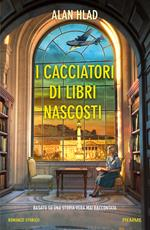 ALAN HLAD
I CACCIATORI
DI LIBRI
NASCOSTI
BASATO SU UNA STORIA VERA MAI RACCONTATA
ROMANZO STORICO
PIEMME